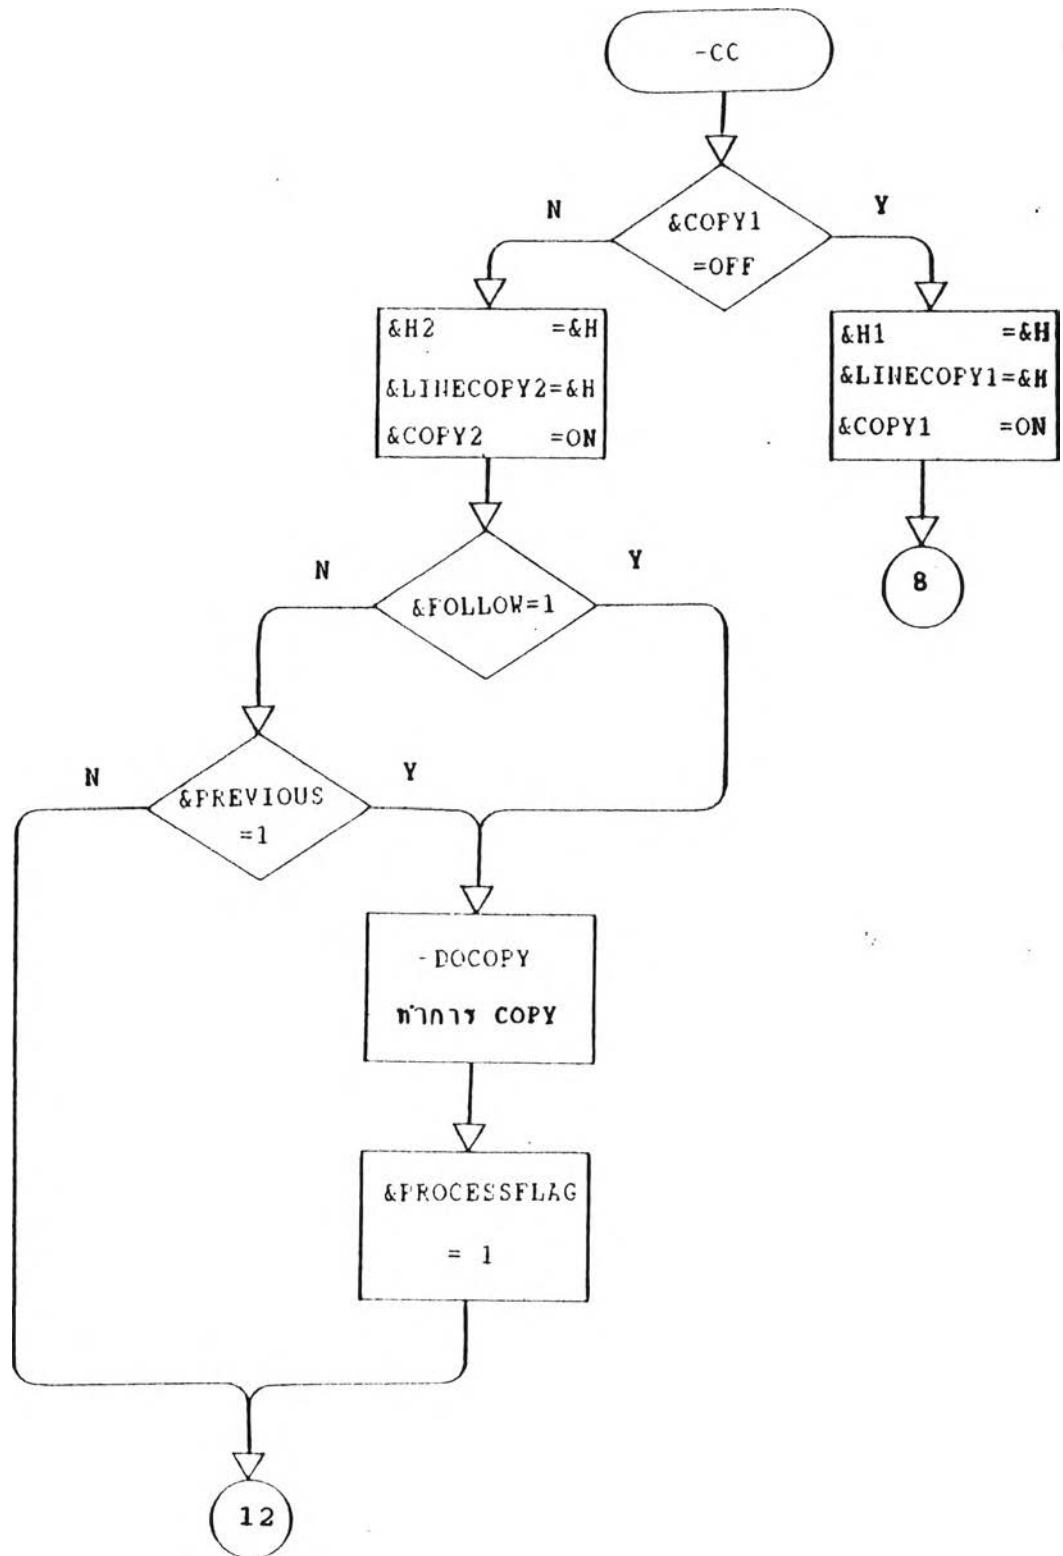 -CC
N
Y
&COPY1
=OFF
&H2 =&H
&LINECOPY2=&H
&COPY2 =ON
&H1 =&H
&LINECOPY1=&H
&COPY1 =ON
8
N
Y
&FOLLOW=1
N
Y
&PREVIOUS
=1
-DOCOPY
ทำการ COPY
&PROCESSFLAG
= 1
12